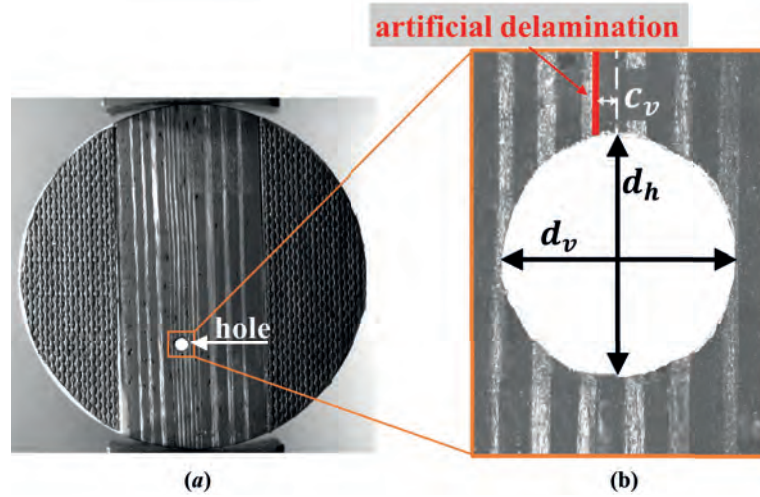 artificial delamination
c_v
d_h
d_v
hole
(a)
(b)